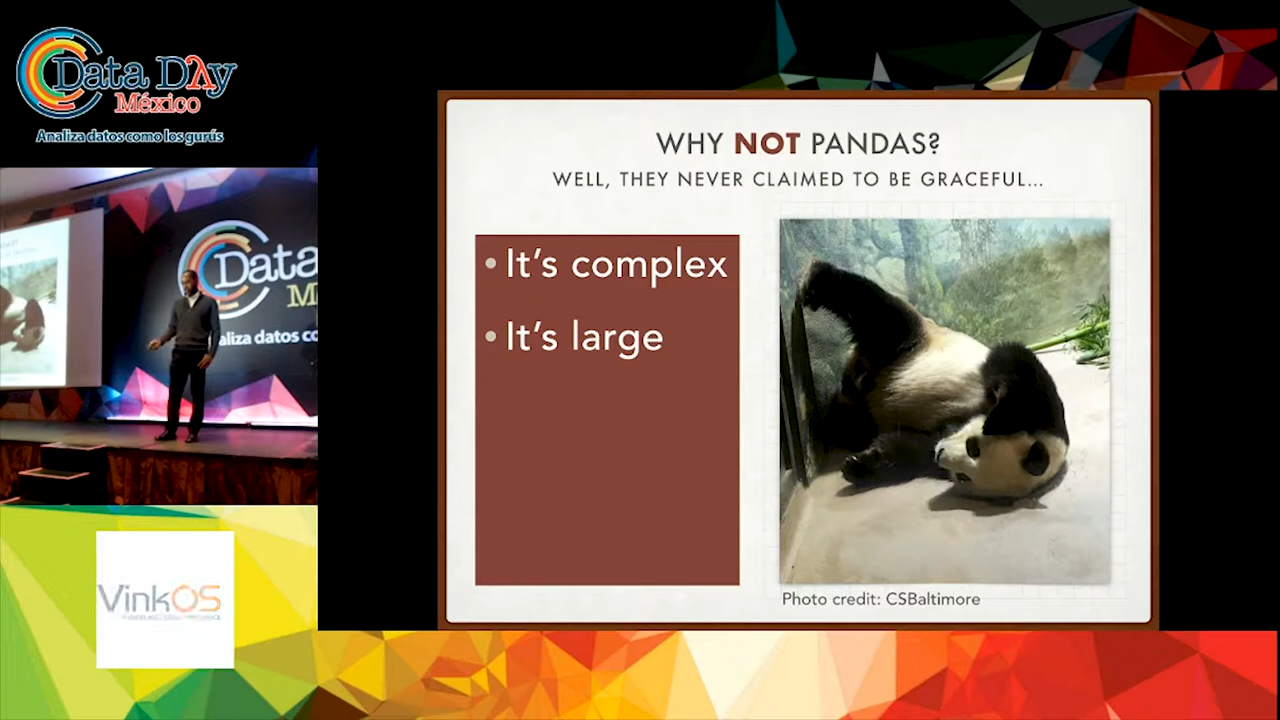 Data Day
México
Analiza datos como los gurús
WHY NOT PANDAS?
WELL, THEY NEVER CLAIMED TO BE GRACEFUL...
• It's complex
• It's large
Photo credit: CSBaltimore
Data
M
aliza datos co
VinkOS